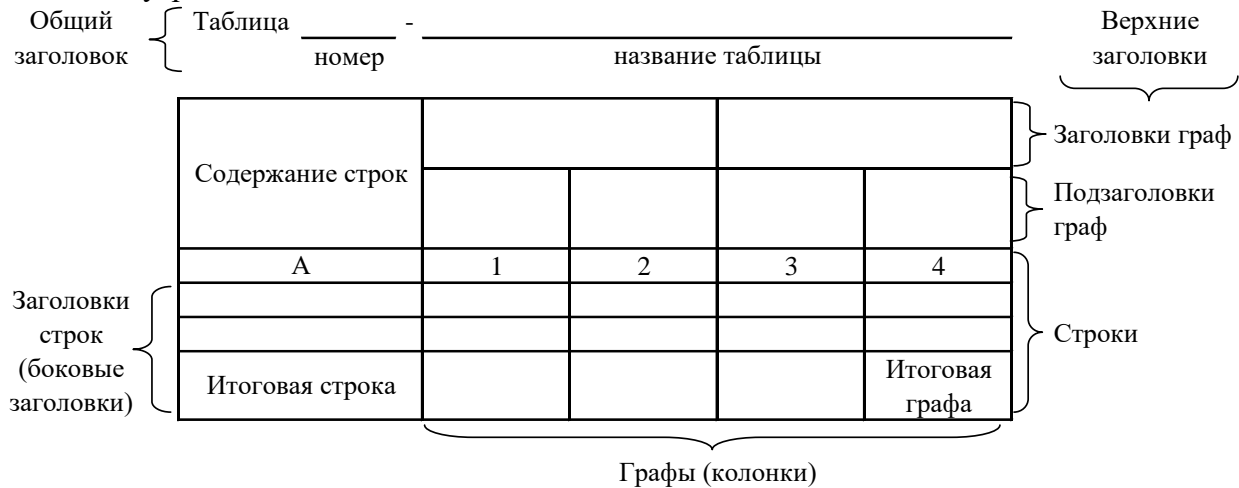 Общий
заголовок
Таблица -
номер
название таблицы
Верхние
заголовки
Содержание строк
Заголовки граф
Подзаголовки
граф
А 1 2 3 4
Заголовки
строк
(боковые
заголовки)
Строки
Итоговая строка
Итоговая
графа
Графы (колонки)